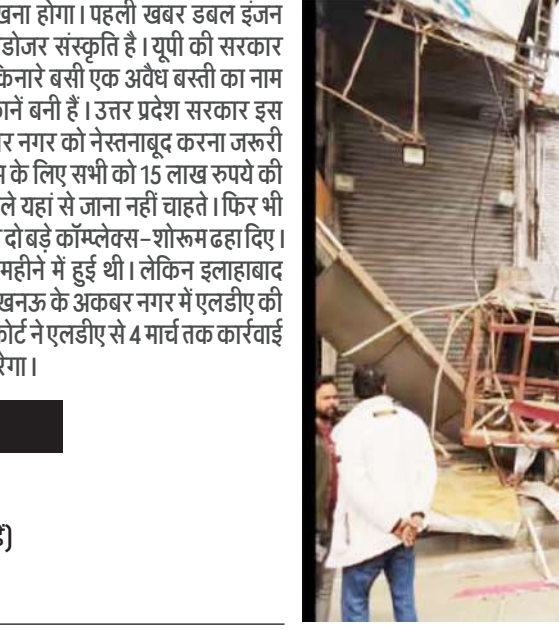 खना होगा। पहली खबर डबल इंजन
डोजर संस्कृति है। यूपी की सरकार
किनारे बसी एक अवैध बस्ती का नाम
कानें बनी हैं। उत्तर प्रदेश सरकार इस
र नगर को नेस्तनाबूद करना जरूरी
के लिए सभी को 15 लाख रुपये की
ले यहां से जाना नहीं चाहते। फिर भी
दो बड़े कॉम्प्लेक्स-शोरूम ढहा दिए।
महीने में हुई थी। लेकिन इलाहाबाद
खनऊ के अकबर नगर में एलडीए की
कोर्ट ने एलडीए से 4 मार्च तक कार्रवाई
रेगा।